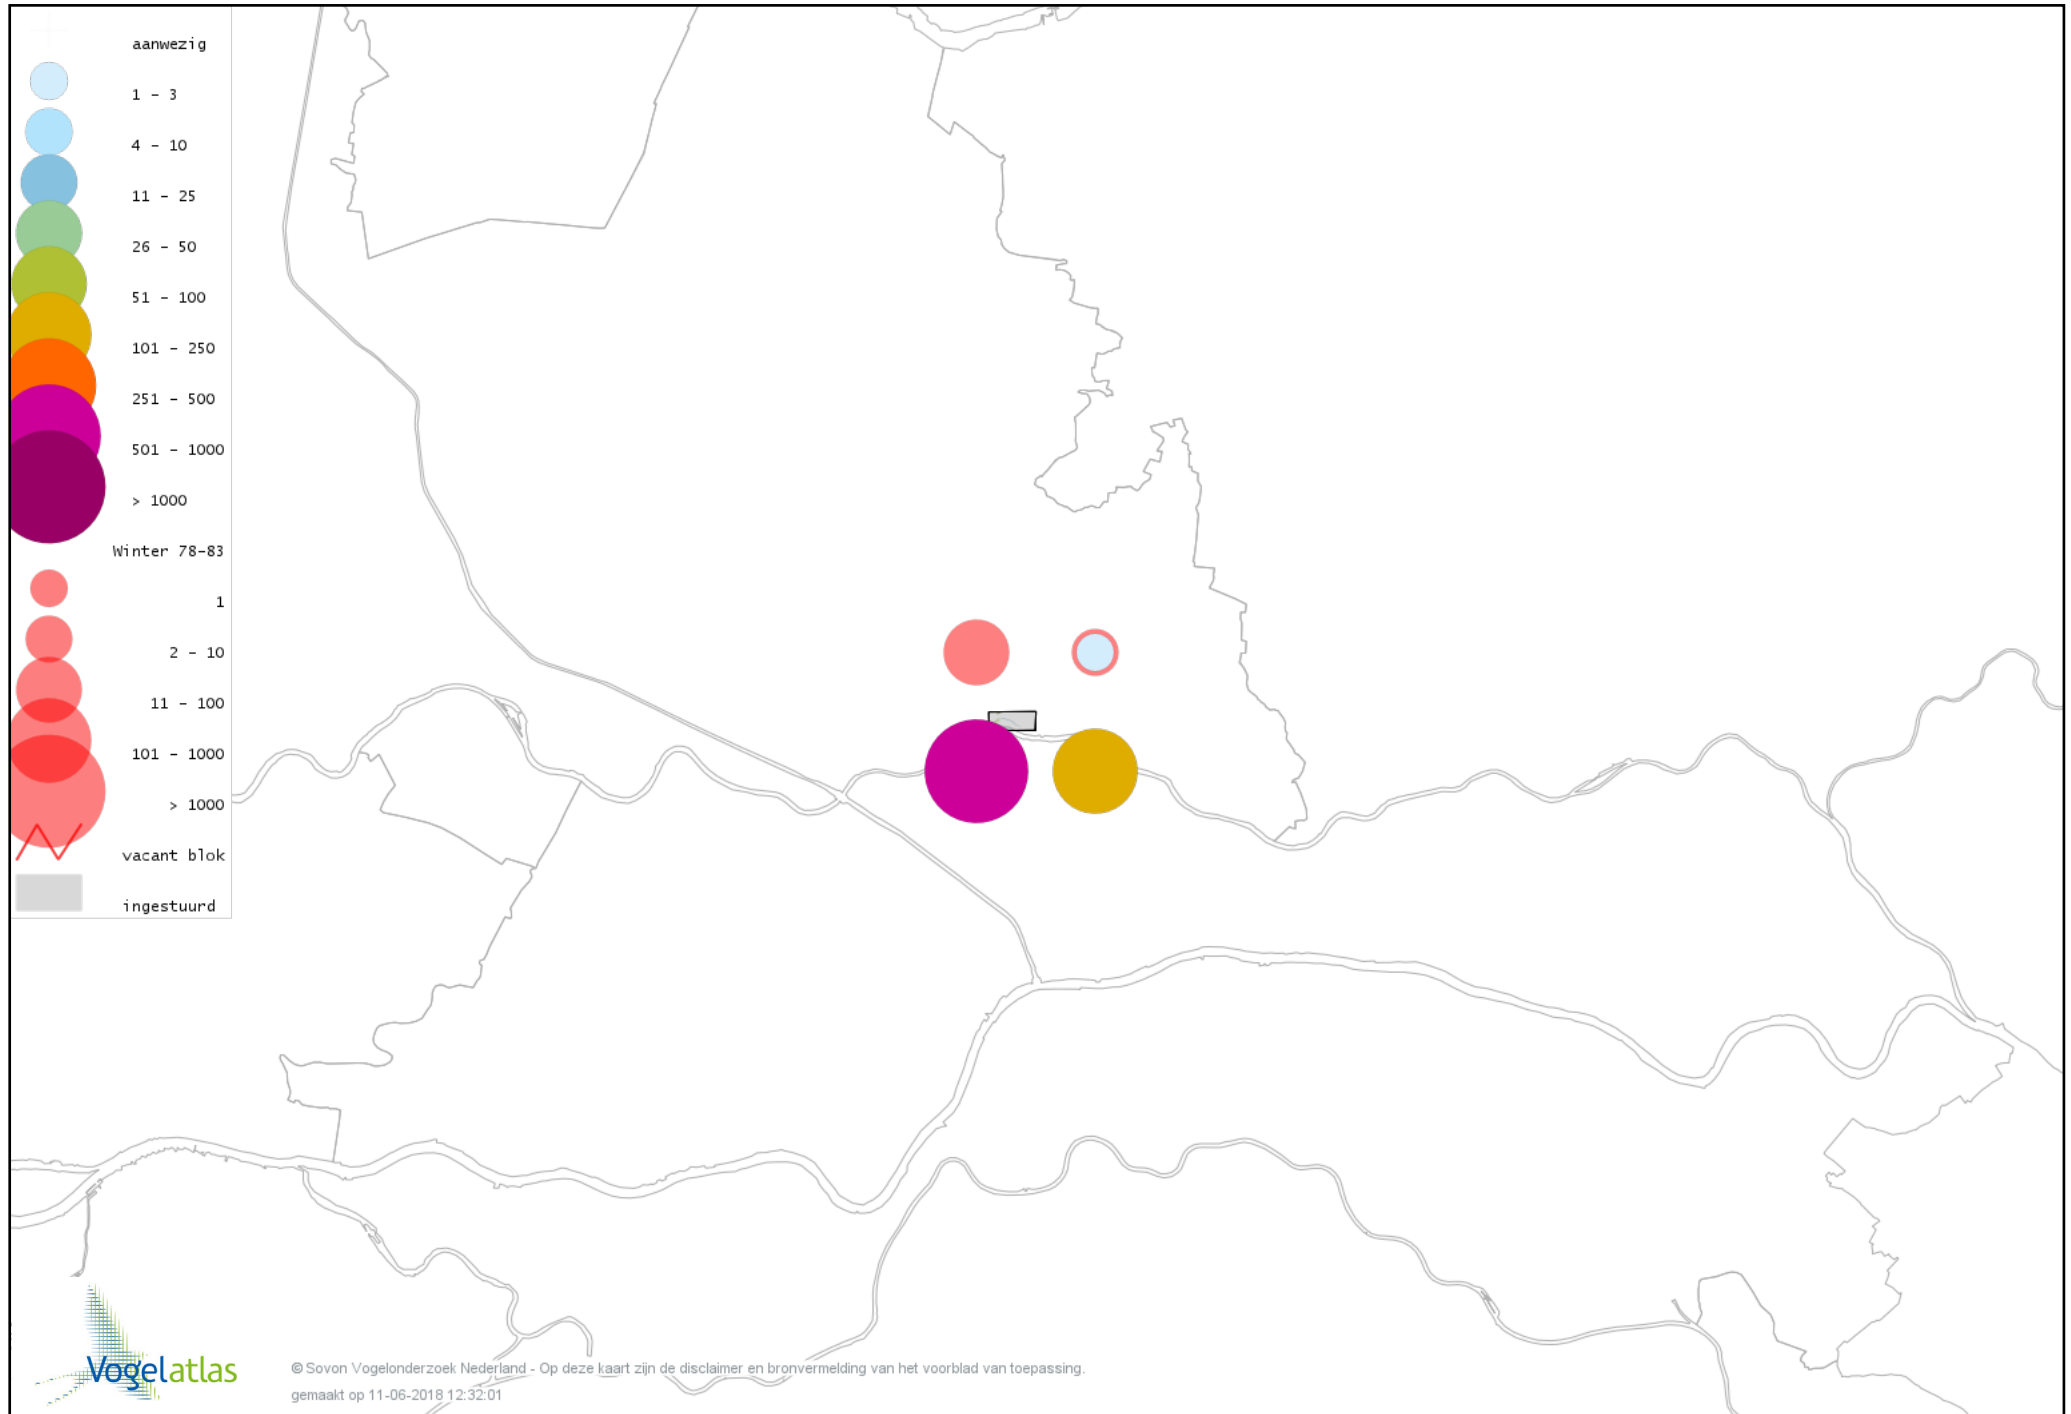 aanwezig
1 - 3
4 - 10
11 - 25
26 - 50
51 - 100
101 - 250
251 - 500
501 - 1000
> 1000
Winter 78-83
1
2 - 10
11 - 100
101 - 1000
> 1000
vacant blok
ingestuurd
Vogelatlas
© Sovon Vogelonderzoek Nederland - Op deze kaart zijn de disclaimer en bronvermelding van het voorblad van toepassing.
gemaakt op 11-06-2018 12:32:01